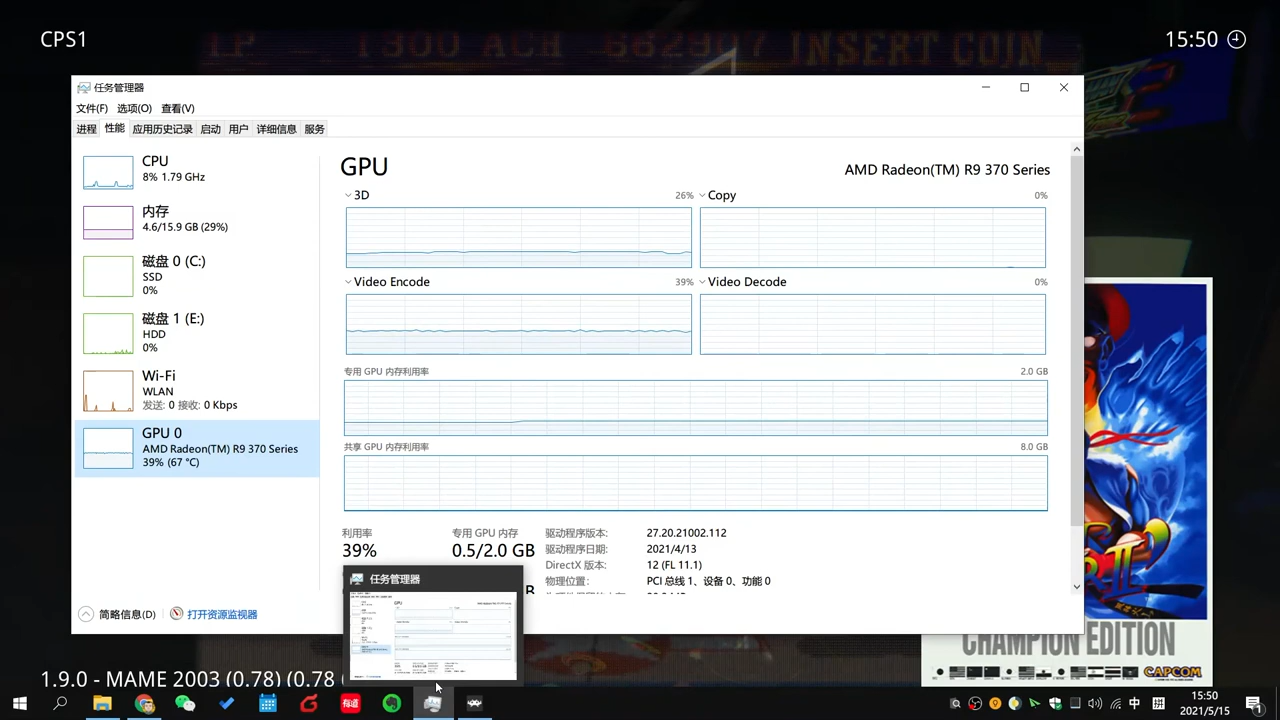 CPS1
15:50
1P 1900 CR 56790 INSERT COIN
任务管理器
文件(F) 选项(O) 查看(V)
进程 性能 应用历史记录 启动 用户 详细信息 服务
CPU
8% 1.79 GHz
内存
4.6/15.9 GB (29%)
磁盘 0 (C:)
SSD
0%
磁盘 1 (E:)
HDD
0%
Wi-Fi
WLAN
发送: 0 接收: 0 Kbps
GPU 0
AMD Radeon(TM) R9 370 Series
39% (67 °C)
GPU
AMD Radeon(TM) R9 370 Series
3D 26%
Copy 0%
Video Encode 39%
Video Decode 0%
专用 GPU 内存利用率 2.0 GB
共享 GPU 内存利用率 8.0 GB
利用率
39%
专用 GPU 内存
0.5/2.0 GB
驱动程序版本: 27.20.21002.112
驱动程序日期: 2021/4/13
DirectX 版本: 12 (FL 11.1)
物理位置: PCI 总线 1、设备 0、功能 0
任务管理器
简略信息(D) 打开资源监视器
CHAMPION EDITION
CAPCOM
1.9.0 - MAME 2003 (0.78) (0.78
有道
拼
15:50
2021/5/15
1